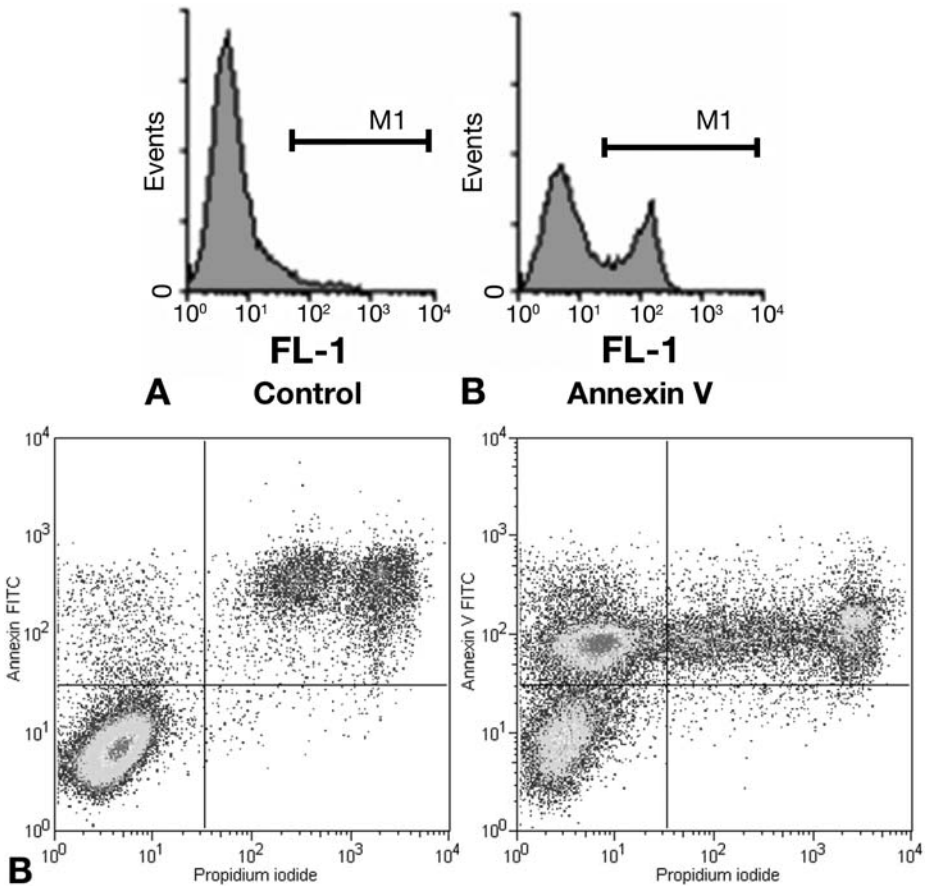 M1
Events
0
10⁰ 10¹ 10² 10³ 10⁴
FL-1
A Control
M1
Events
0
10⁰ 10¹ 10² 10³ 10⁴
FL-1
B Annexin V
10⁴
10³
10²
10¹
10⁰
Annexin FITC
10⁰ 10¹ 10² 10³ 10⁴
Propidium iodide
10⁴
10³
10²
10¹
10⁰
Annexin V FITC
10⁰ 10¹ 10² 10³ 10⁴
Propidium iodide
B